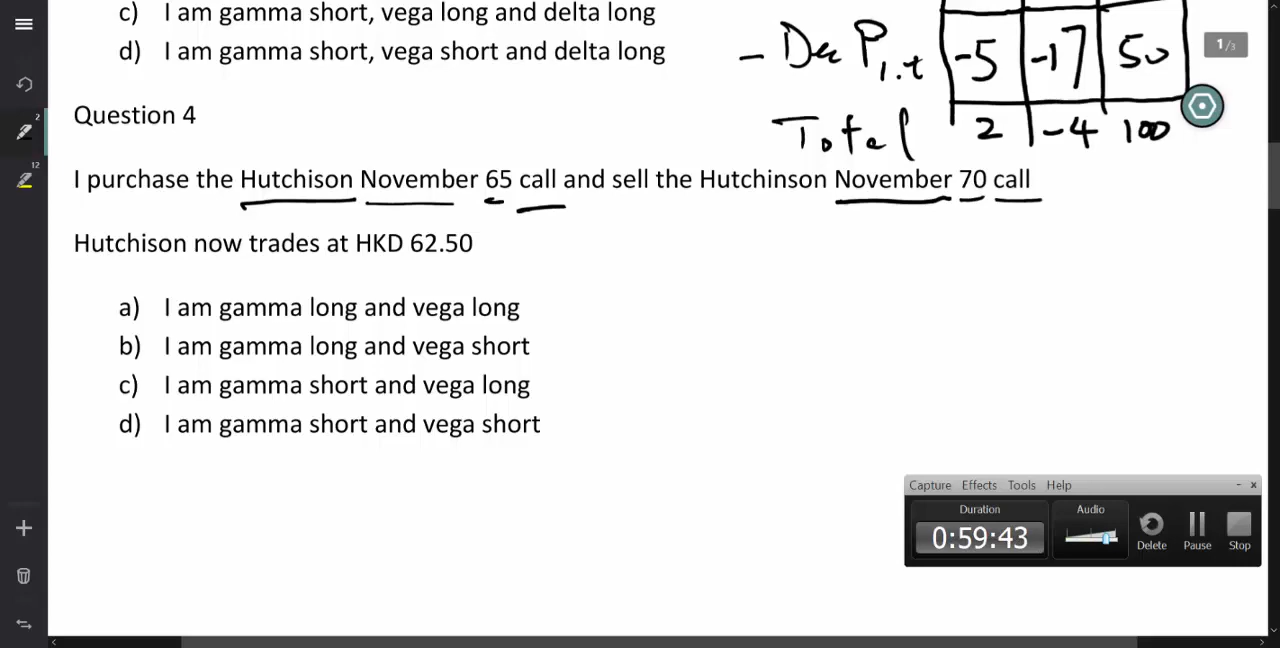 c) I am gamma short, vega long and delta long
d) I am gamma short, vega short and delta long
- Dec P i.t -5 -17 50
Total 2 -4 100
1/3
Question 4
I purchase the Hutchison November 65 call and sell the Hutchinson November 70 call
Hutchison now trades at HKD 62.50
a) I am gamma long and vega long
b) I am gamma long and vega short
c) I am gamma short and vega long
d) I am gamma short and vega short
2
12
Capture Effects Tools Help - x
Duration Audio
0:59:43
Delete Pause Stop